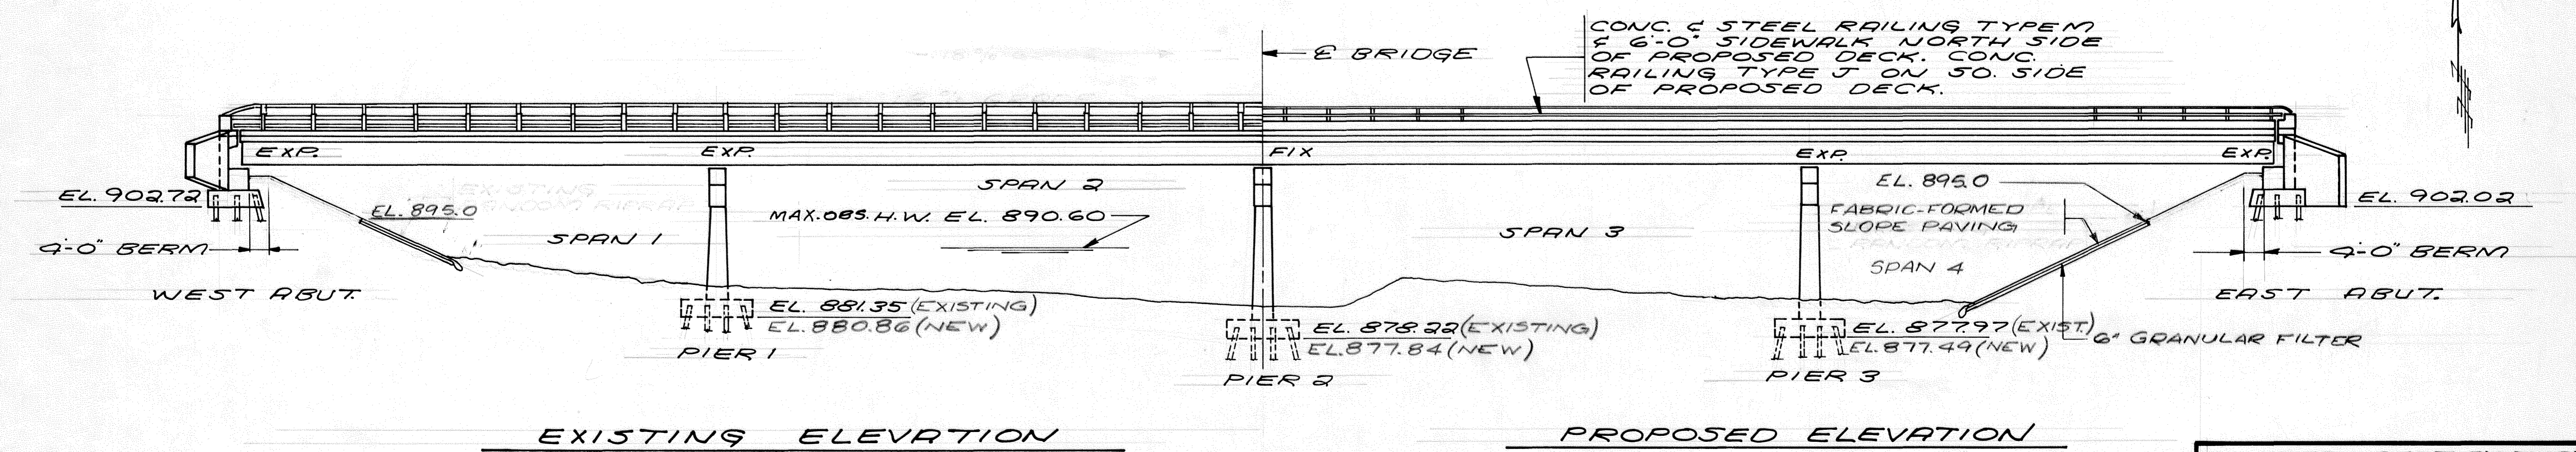 CONC. & STEEL RAILING TYPE M
& 6'-0" SIDEWALK NORTH SIDE
OF PROPOSED DECK. CONC.
RAILING TYPE J ON SO. SIDE
OF PROPOSED DECK.
℄ BRIDGE
EXP.
EXP.
FIX
EXP.
EXP.
EL. 902.72
EL. 895.0
4'-0" BERM
WEST ABUT.
SPAN 1
SPAN 2
MAX. OBS. H.W. EL. 890.60
SPAN 3
EL. 895.0
FABRIC-FORMED
SLOPE PAVING
SPAN 4
EL. 902.02
4'-0" BERM
EAST ABUT.
EL. 881.35 (EXISTING)
EL. 880.86 (NEW)
PIER 1
EL. 878.22 (EXISTING)
EL. 877.84 (NEW)
PIER 2
EL. 877.97 (EXIST.)
EL. 877.49 (NEW)
PIER 3
6" GRANULAR FILTER
EXISTING ELEVATION
PROPOSED ELEVATION